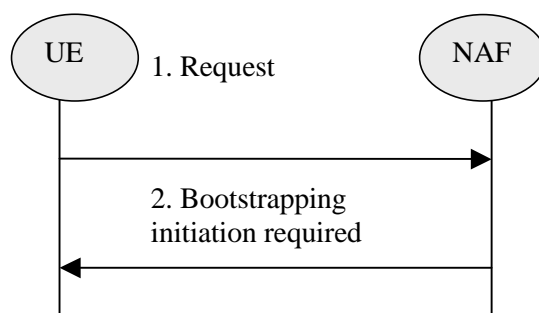 UE
NAF
1. Request
2. Bootstrapping
initiation required